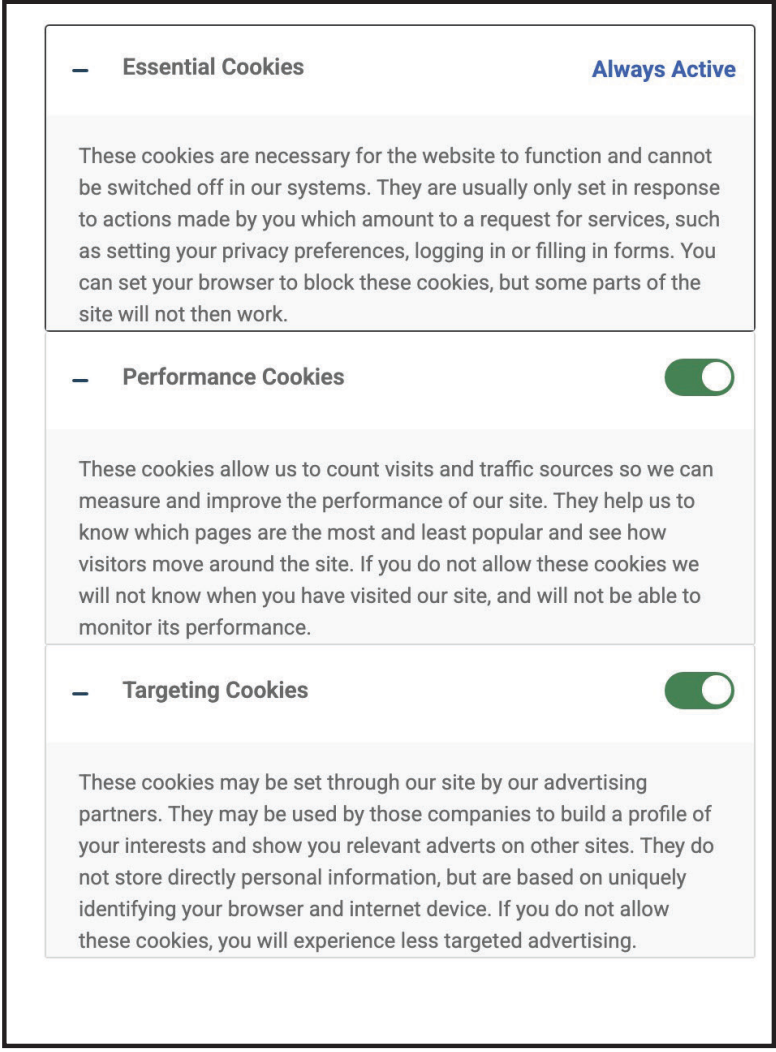 Essential Cookies
Always Active
These cookies are necessary for the website to function and cannot
be switched off in our systems. They are usually only set in response
to actions made by you which amount to a request for services, such
as setting your privacy preferences, logging in or filling in forms. You
can set your browser to block these cookies, but some parts of the
site will not then work.
Performance Cookies
These cookies allow us to count visits and traffic sources so we can
measure and improve the performance of our site. They help us to
know which pages are the most and least popular and see how
visitors move around the site. If you do not allow these cookies we
will not know when you have visited our site, and will not be able to
monitor its performance.
Targeting Cookies
These cookies may be set through our site by our advertising
partners. They may be used by those companies to build a profile of
your interests and show you relevant adverts on other sites. They do
not store directly personal information, but are based on uniquely
identifying your browser and internet device. If you do not allow
these cookies, you will experience less targeted advertising.